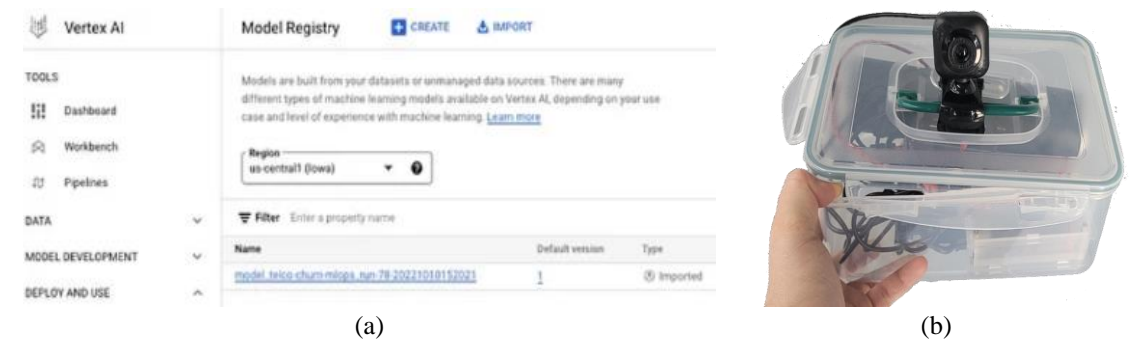 Vertex AI
TOOLS
Dashboard
Workbench
Pipelines
DATA
MODEL DEVELOPMENT
DEPLOY AND USE
Model Registry CREATE IMPORT
Models are built from your datasets or unmanaged data sources. There are many
different types of machine learning models available on Vertex AI, depending on your use
case and level of experience with machine learning. Learn more
Region
us-central1 (Iowa)
Filter Enter a property name
Name Default version Type
model_telco-churn-mlops_run-78-20221010152021 1 Imported
(a) (b)